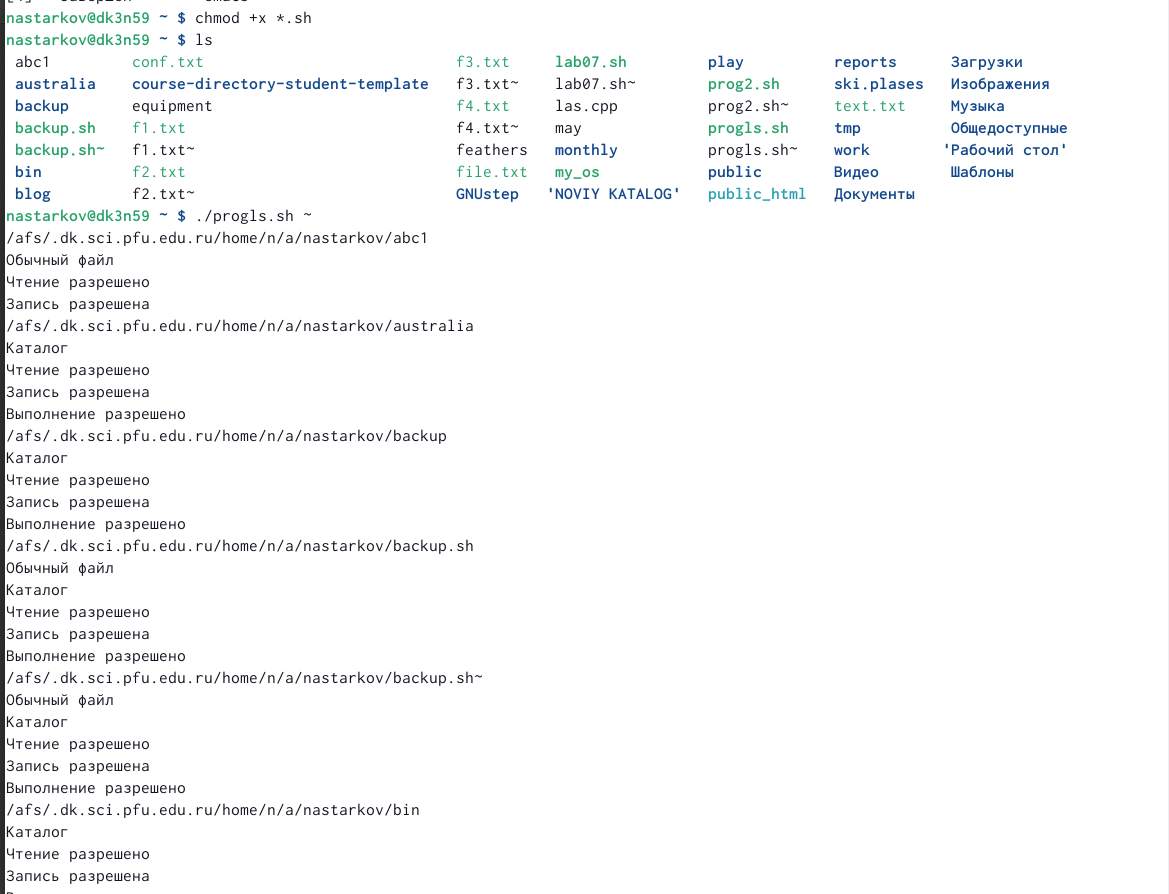 nastarkov@dk3n59 ~ $ chmod +x *.sh
nastarkov@dk3n59 ~ $ ls
abc1 conf.txt f3.txt lab07.sh play reports Загрузки
australia course-directory-student-template f3.txt~ lab07.sh~ prog2.sh ski.plases Изображения
backup equipment f4.txt las.cpp prog2.sh~ text.txt Музыка
backup.sh f1.txt f4.txt~ may progls.sh tmp Общедоступные
backup.sh~ f1.txt~ feathers monthly progls.sh~ work 'Рабочий стол'
bin f2.txt file.txt my_os public Видео Шаблоны
blog f2.txt~ GNUstep 'NOVIY KATALOG' public_html Документы
nastarkov@dk3n59 ~ $ ./progls.sh ~
/afs/.dk.sci.pfu.edu.ru/home/n/a/nastarkov/abc1
Обычный файл
Чтение разрешено
Запись разрешена
/afs/.dk.sci.pfu.edu.ru/home/n/a/nastarkov/australia
Каталог
Чтение разрешено
Запись разрешена
Выполнение разрешено
/afs/.dk.sci.pfu.edu.ru/home/n/a/nastarkov/backup
Каталог
Чтение разрешено
Запись разрешена
Выполнение разрешено
/afs/.dk.sci.pfu.edu.ru/home/n/a/nastarkov/backup.sh
Обычный файл
Каталог
Чтение разрешено
Запись разрешена
Выполнение разрешено
/afs/.dk.sci.pfu.edu.ru/home/n/a/nastarkov/backup.sh~
Обычный файл
Каталог
Чтение разрешено
Запись разрешена
Выполнение разрешено
/afs/.dk.sci.pfu.edu.ru/home/n/a/nastarkov/bin
Каталог
Чтение разрешено
Запись разрешена